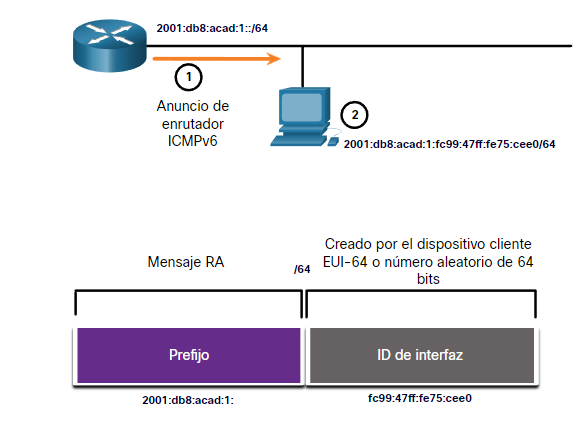 2001:db8:acad:1::/64
1
Anuncio de
enrutador
ICMPv6
2
2001:db8:acad:1:fc99:47ff:fe75:cee0/64
Mensaje RA
/64
Creado por el dispositivo cliente
EUI-64 o número aleatorio de 64
bits
Prefijo
ID de interfaz
2001:db8:acad:1:
fc99:47ff:fe75:cee0